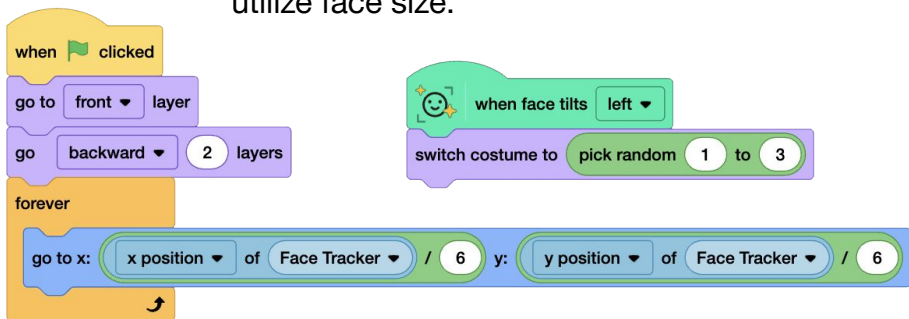 utilize face size.
when clicked
go to front layer
go backward 2 layers
forever
go to x: x position of Face Tracker / 6 y: y position of Face Tracker / 6
when face tilts left
switch costume to pick random 1 to 3